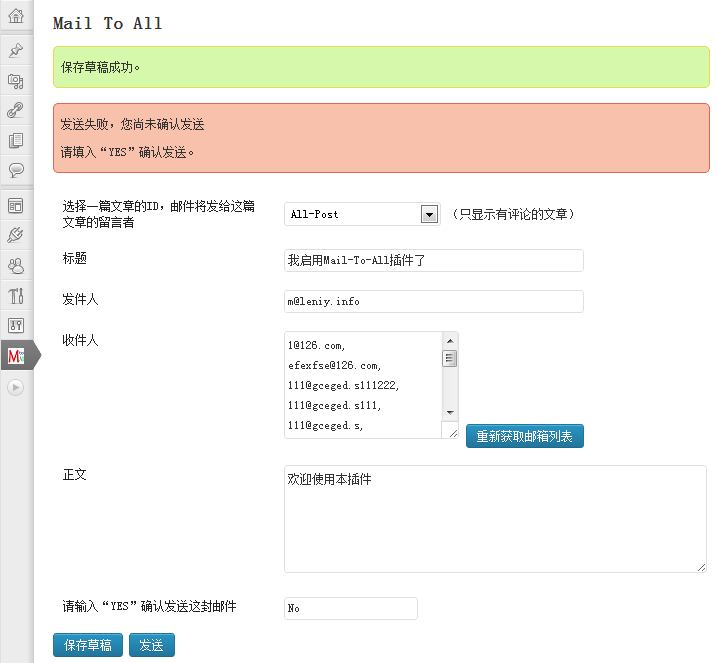 Mail To All
保存草稿成功。
发送失败，您尚未确认发送
请填入“YES”确认发送。
选择一篇文章的ID，邮件将发给这篇
文章的留言者
All-Post
（只显示有评论的文章）
标题
我启用Mail-To-All插件了
发件人
m@leniy.info
收件人
1@126.com,
efexfse@126.com,
111@gceged.s111222,
111@gceged.s111,
111@gceged.s,
重新获取邮箱列表
正文
欢迎使用本插件
请输入“YES”确认发送这封邮件
No
保存草稿
发送